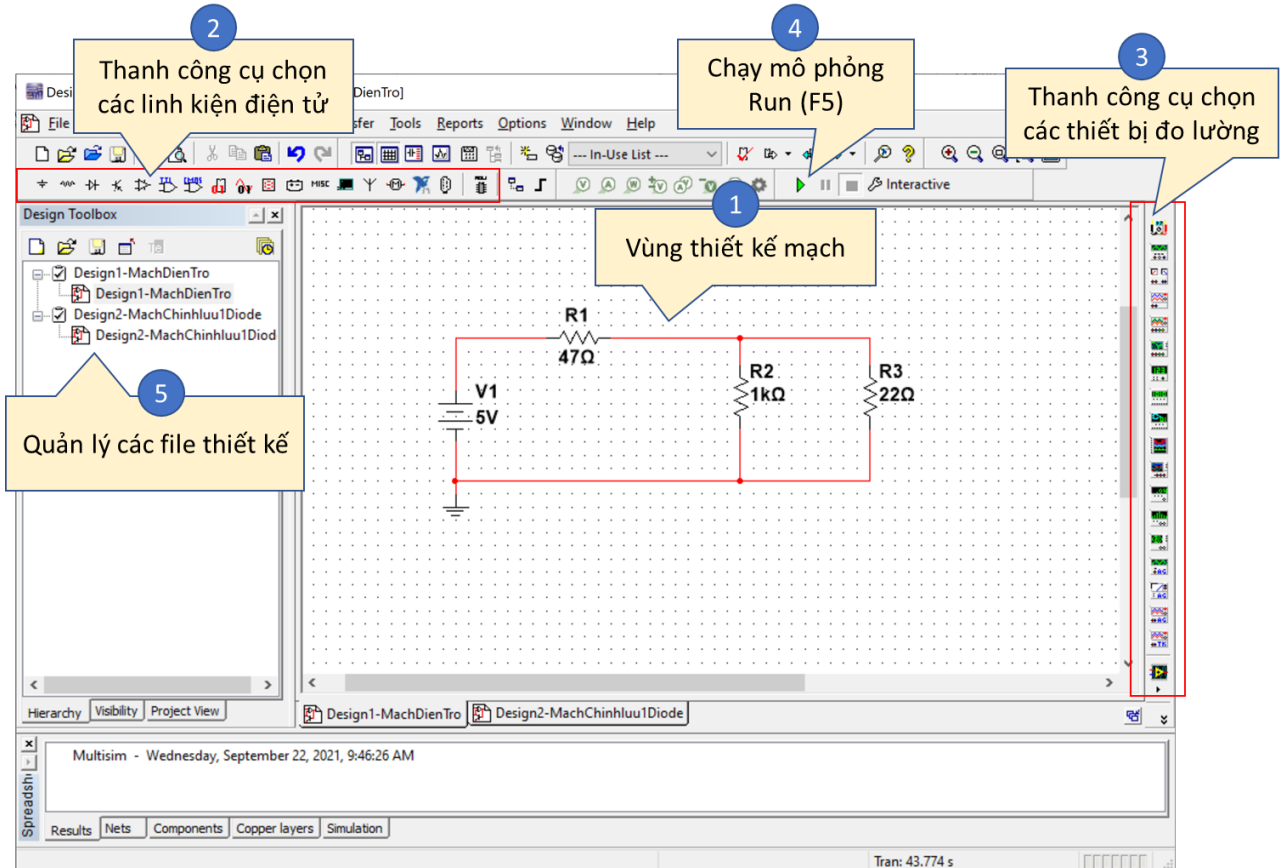 2
4
3
Thanh công cụ chọn
các linh kiện điện tử
Chạy mô phỏng
Run (F5)
Thanh công cụ chọn
các thiết bị đo lường
DienTro]
File
Tools Reports Options Window Help
--- In-Use List ---
MISC
Interactive
1
Vùng thiết kế mạch
Design Toolbox
Design1-MachDienTro
Design1-MachDienTro
Design2-MachChinhluu1Diode
Design2-MachChinhluu1Diod
R1
47Ω
R2
1kΩ
R3
22Ω
V1
5V
5
Quản lý các file thiết kế
Hierarchy Visibility Project View
Design1-MachDienTro Design2-MachChinhluu1Diode
Multisim - Wednesday, September 22, 2021, 9:46:26 AM
Results Nets Components Copper layers Simulation
Tran: 43.774 s